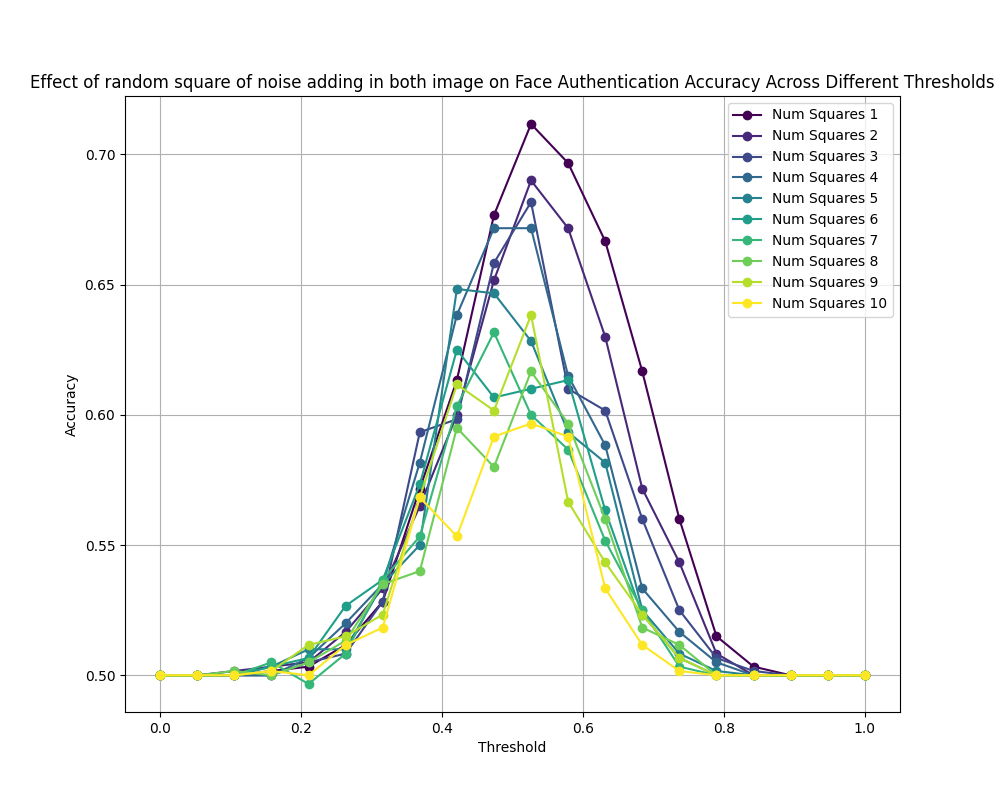 Effect of random square of noise adding in both image on Face Authentication Accuracy Across Different Thresholds
Num Squares 1
Num Squares 2
Num Squares 3
Num Squares 4
Num Squares 5
Num Squares 6
Num Squares 7
Num Squares 8
Num Squares 9
Num Squares 10
0.70
0.65
0.60
0.55
0.50
Accuracy
0.0 0.2 0.4 0.6 0.8 1.0
Threshold